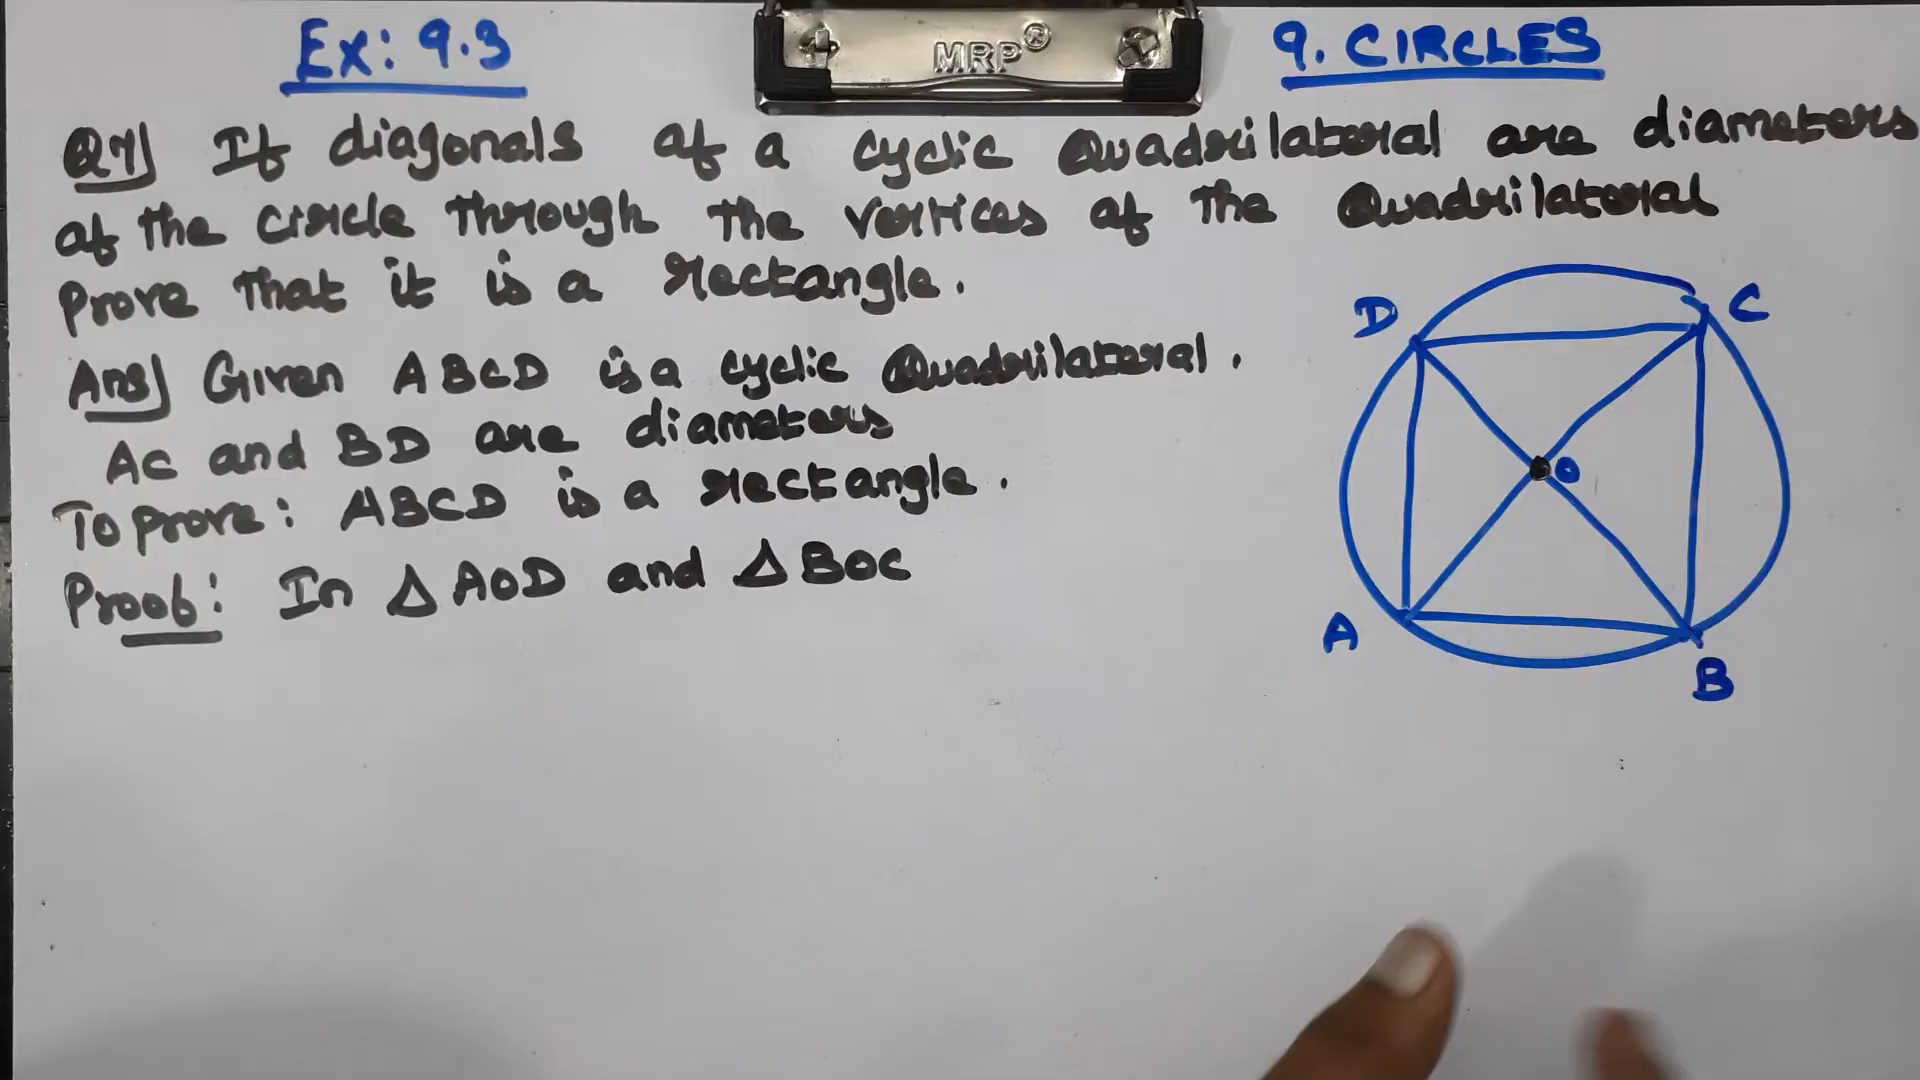 Ex: 9.3
MRP®
9. CIRCLES
Q7) If diagonals of a cyclic Quadrilateral are diameters
of the circle through the vertices of the Quadrilateral
Prove that it is a rectangle.
Ans) Given ABCD is a cyclic Quadrilateral.
AC and BD are diameters
To prove: ABCD is a rectangle.
Proof: In △AOD and △BOC
D
C
O
A
B